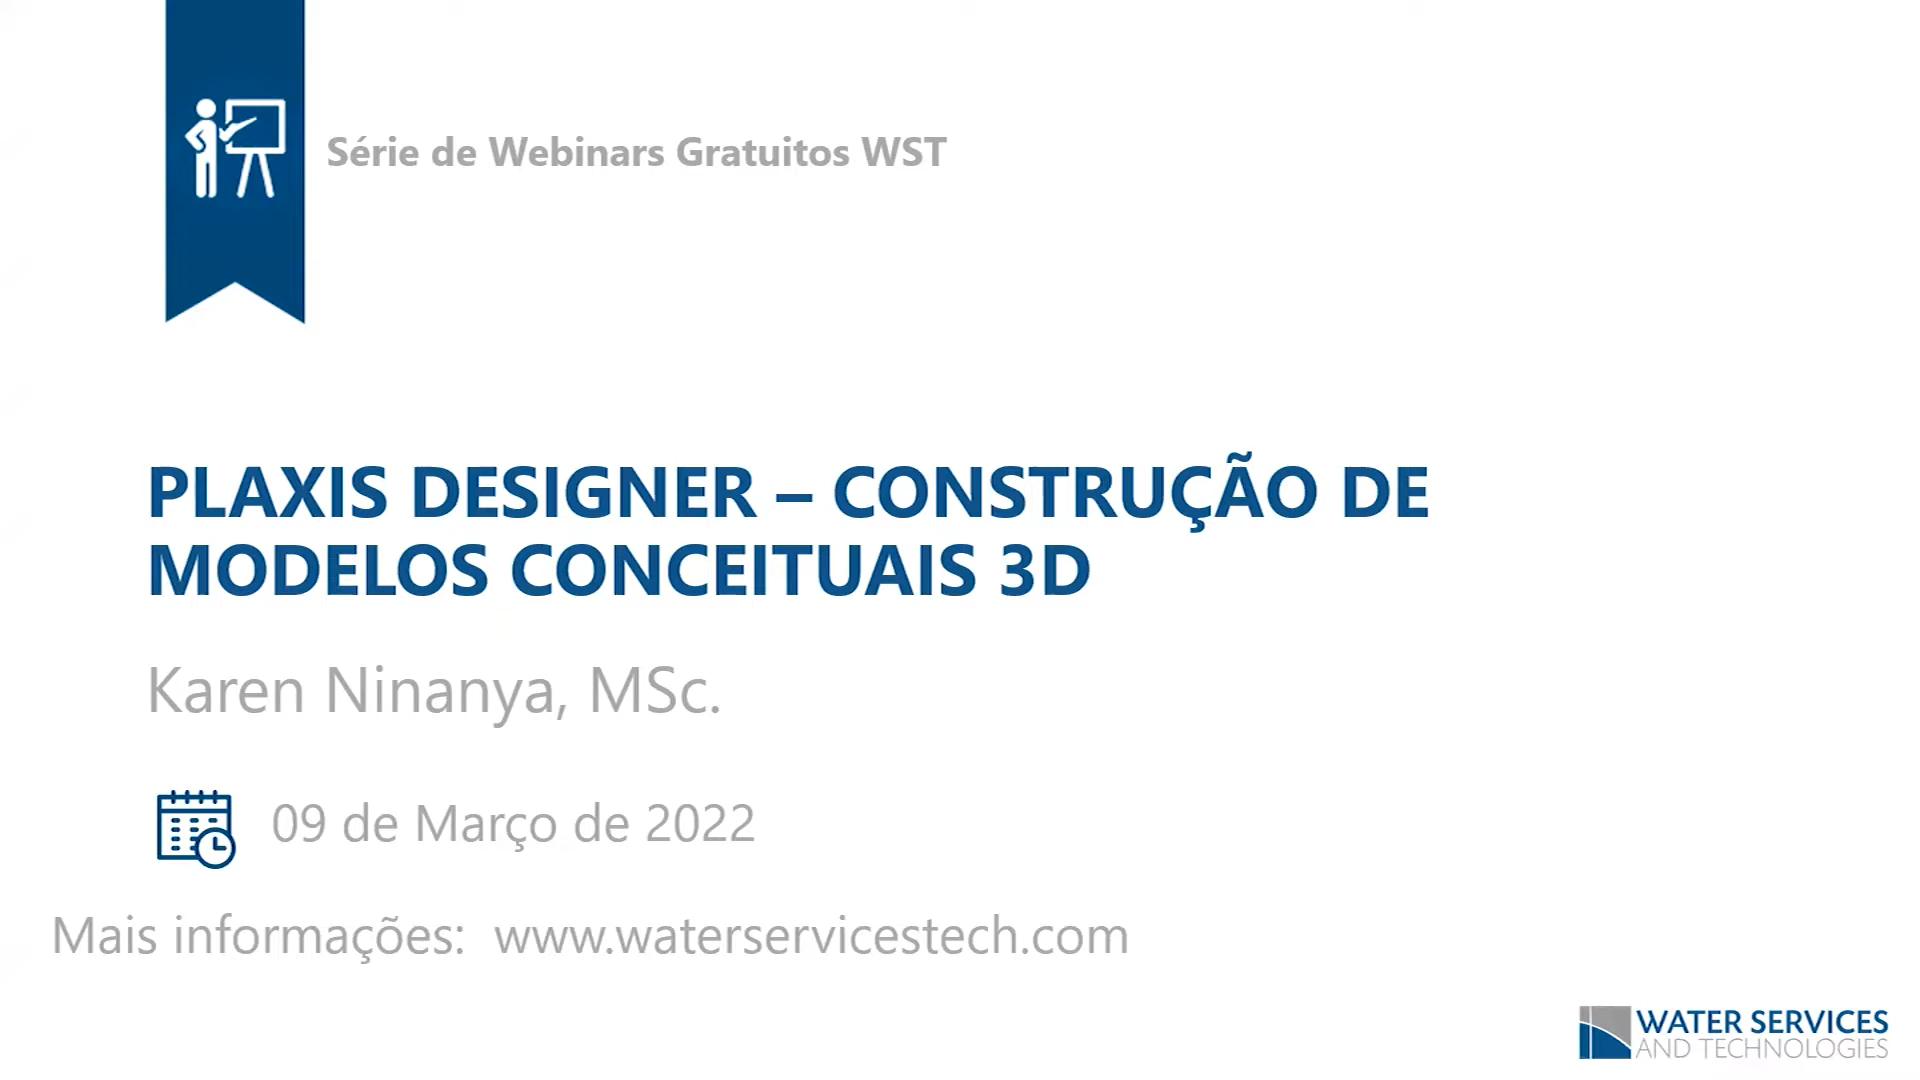 Série de Webinars Gratuitos WST
PLAXIS DESIGNER – CONSTRUÇÃO DE
MODELOS CONCEITUAIS 3D
Karen Ninanya, MSc.
09 de Março de 2022
Mais informações: www.waterservicestech.com
WATER SERVICES
AND TECHNOLOGIES